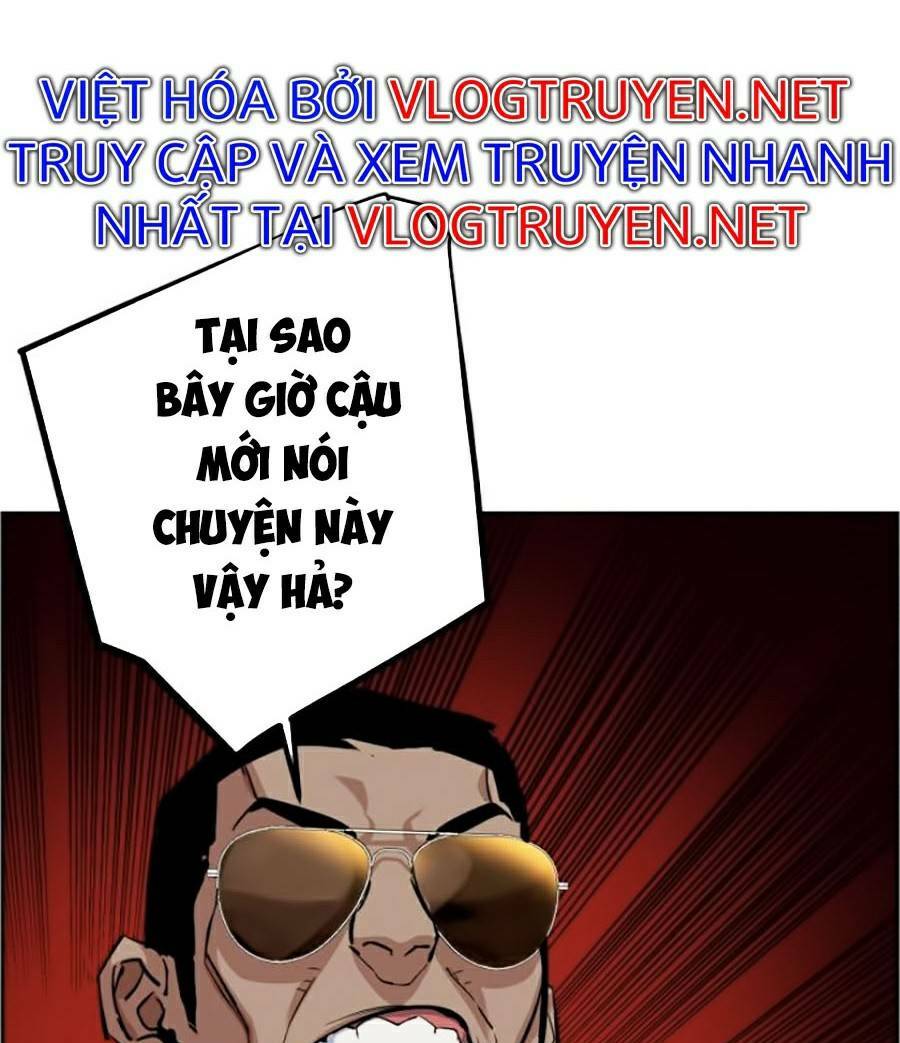 VIỆT HÓA BỞI VLOGTRUYEN.NET
TRUY CẬP VÀ XEM TRUYỆN NHANH
NHẤT TẠI VLOGTRUYEN.NET
TẠI SAO
BÂY GIỜ CẬU
MỚI NÓI
CHUYỆN NÀY
VẬY HẢ?